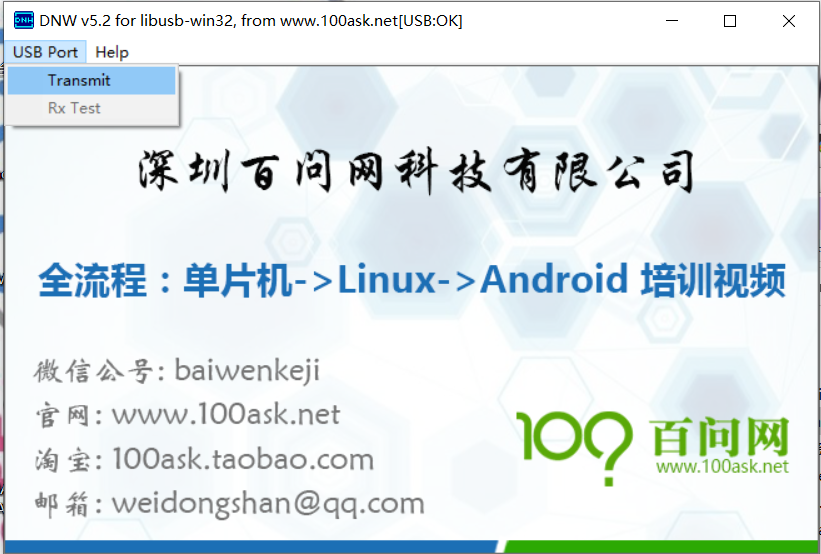 DNW v5.2 for libusb-win32, from www.100ask.net[USB:OK]
USB Port Help
Transmit
Rx Test
深圳百问网科技有限公司
全流程：单片机->Linux->Android 培训视频
微信公号: baiwenkeji
官网: www.100ask.net
淘宝: 100ask.taobao.com
邮箱: weidongshan@qq.com
100 百问网
www.100ask.net